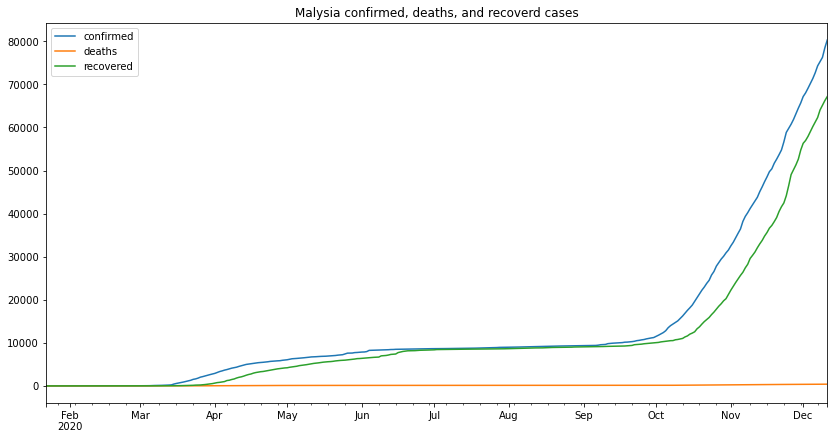 Malysia confirmed, deaths, and recoverd cases
confirmed
deaths
recovered
80000
70000
60000
50000
40000
30000
20000
10000
0
Feb Mar Apr May Jun Jul Aug Sep Oct Nov Dec
2020